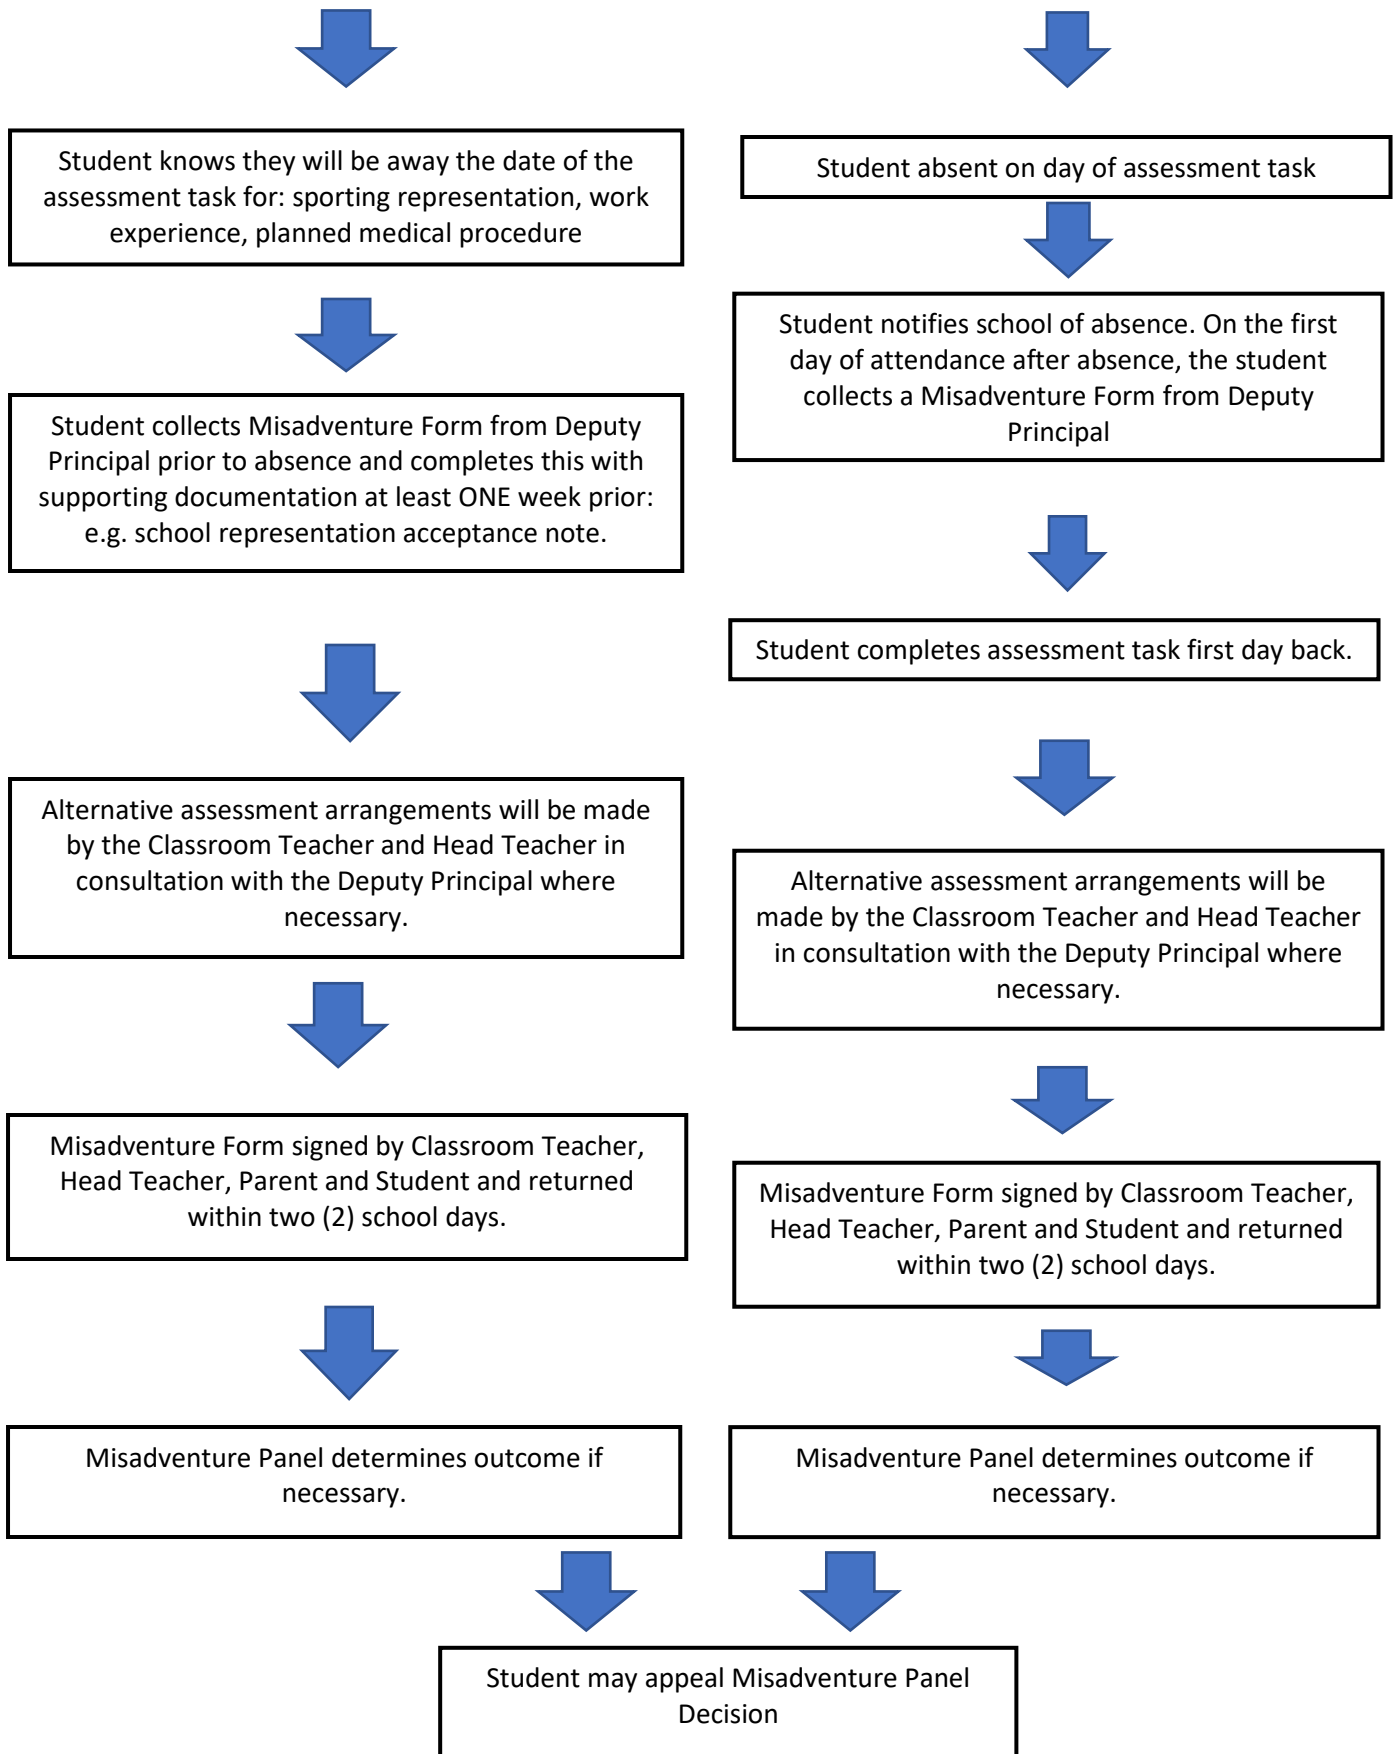 Student knows they will be away the date of the
assessment task for: sporting representation, work
experience, planned medical procedure
Student collects Misadventure Form from Deputy
Principal prior to absence and completes this with
supporting documentation at least ONE week prior:
e.g. school representation acceptance note.
Alternative assessment arrangements will be made
by the Classroom Teacher and Head Teacher in
consultation with the Deputy Principal where
necessary.
Misadventure Form signed by Classroom Teacher,
Head Teacher, Parent and Student and returned
within two (2) school days.
Misadventure Panel determines outcome if
necessary.
Student absent on day of assessment task
Student notifies school of absence. On the first
day of attendance after absence, the student
collects a Misadventure Form from Deputy
Principal
Student completes assessment task first day back.
Alternative assessment arrangements will be
made by the Classroom Teacher and Head Teacher
in consultation with the Deputy Principal where
necessary.
Misadventure Form signed by Classroom Teacher,
Head Teacher, Parent and Student and returned
within two (2) school days.
Misadventure Panel determines outcome if
necessary.
Student may appeal Misadventure Panel
Decision